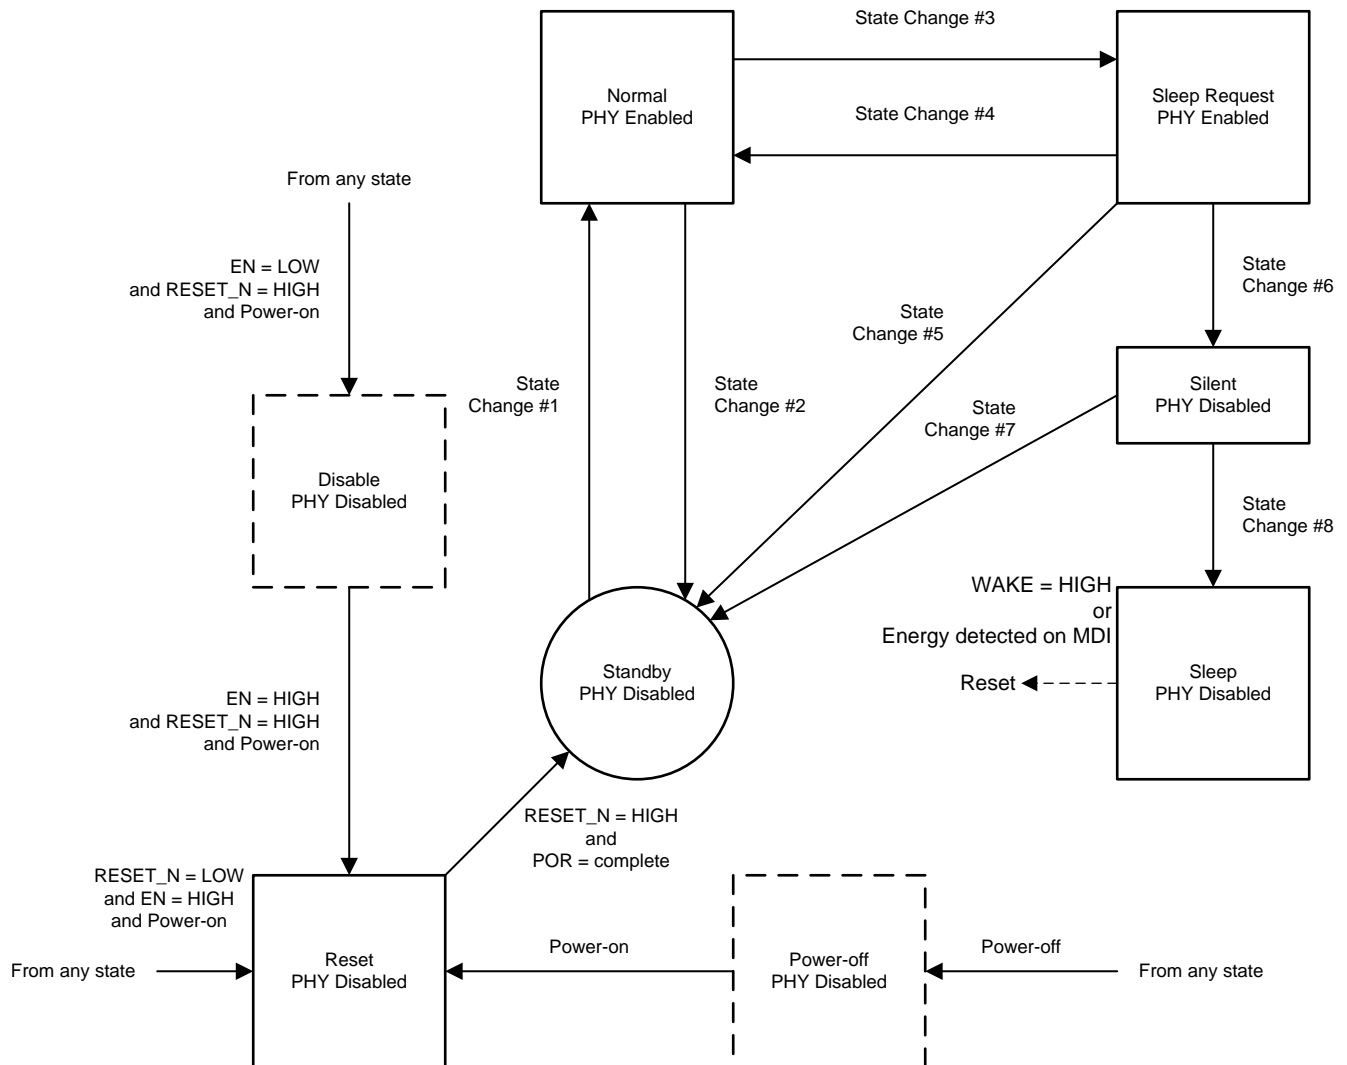 State Change #3
Normal
PHY Enabled
Sleep Request
PHY Enabled
State Change #4
From any state
EN = LOW
and RESET_N = HIGH
and Power-on
State
Change #6
State
Change #5
State
Change #1
State
Change #2
State
Change #7
Silent
PHY Disabled
Disable
PHY Disabled
State
Change #8
WAKE = HIGH
or
Energy detected on MDI
Reset
Sleep
PHY Disabled
Standby
PHY Disabled
EN = HIGH
and RESET_N = HIGH
and Power-on
RESET_N = HIGH
and
POR = complete
RESET_N = LOW
and EN = HIGH
and Power-on
From any state
Reset
PHY Disabled
Power-on
Power-off
PHY Disabled
Power-off
From any state